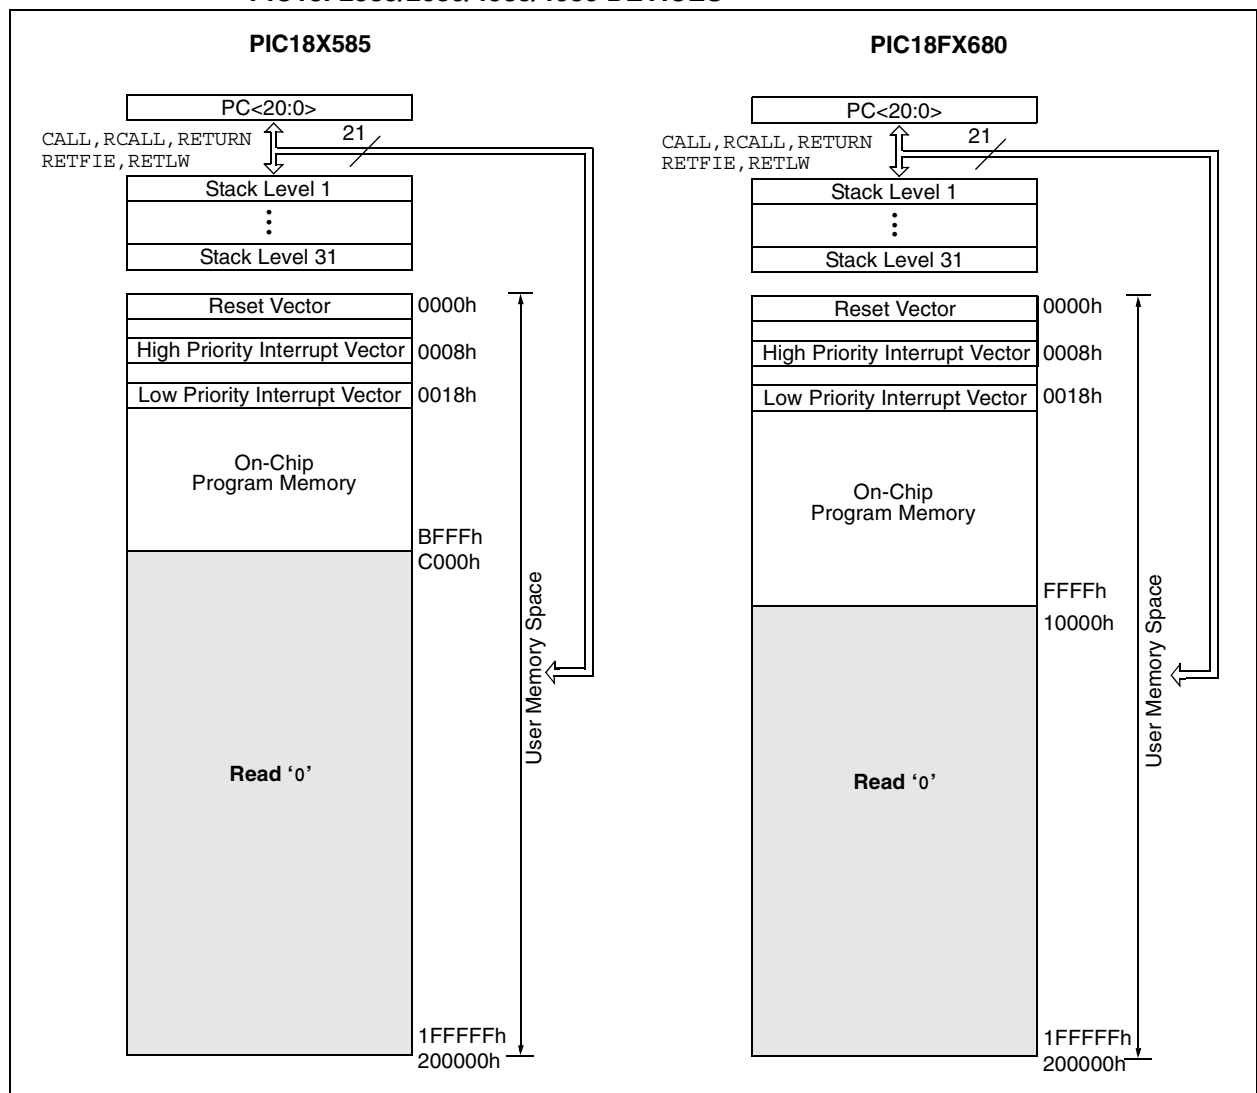 PIC18X585
PC<20:0>
CALL,RCALL,RETURN
RETFIE,RETLW
21
Stack Level 1
Stack Level 31
Reset Vector
0000h
High Priority Interrupt Vector
0008h
Low Priority Interrupt Vector
0018h
On-Chip
Program Memory
BFFFh
C000h
User Memory Space
Read ‘0’
1FFFFFh
200000h
PIC18FX680
PC<20:0>
CALL,RCALL,RETURN
RETFIE,RETLW
21
Stack Level 1
Stack Level 31
Reset Vector
0000h
High Priority Interrupt Vector
0008h
Low Priority Interrupt Vector
0018h
On-Chip
Program Memory
FFFFh
10000h
User Memory Space
Read ‘0’
1FFFFFh
200000h